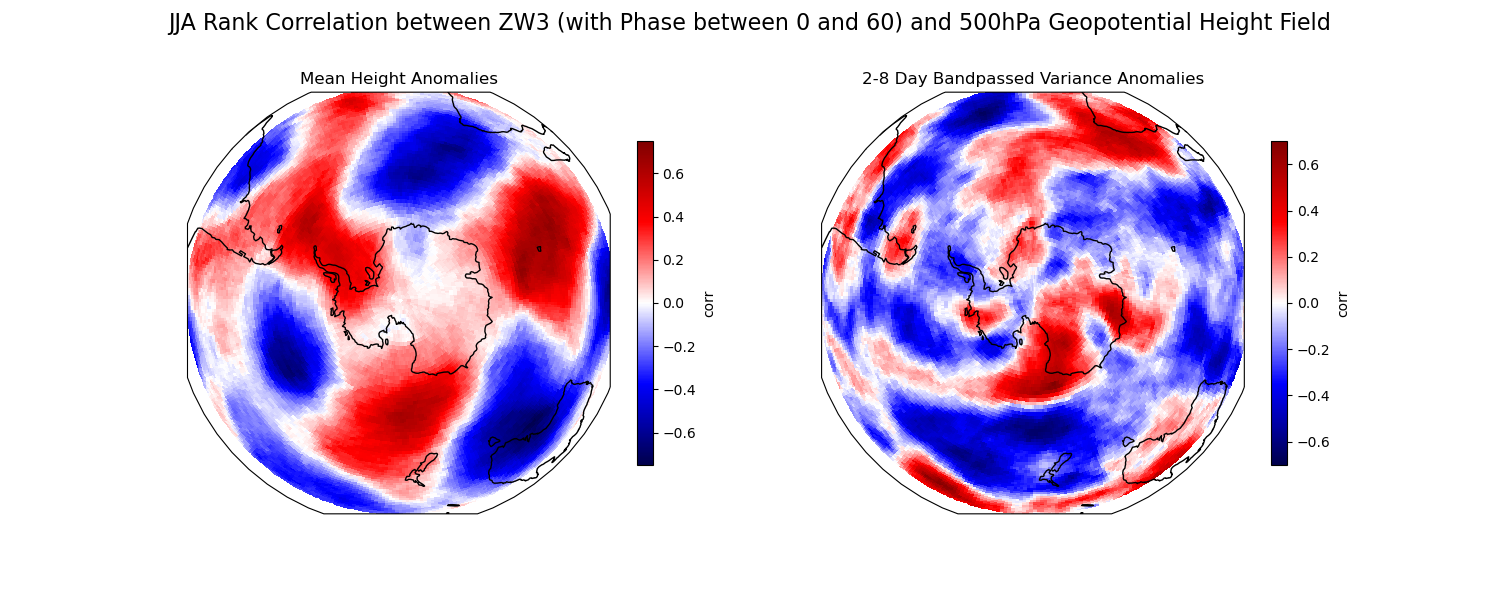 JJA Rank Correlation between ZW3 (with Phase between 0 and 60) and 500hPa Geopotential Height Field
Mean Height Anomalies
0.6
0.4
0.2
0.0
−0.2
−0.4
−0.6
corr
2-8 Day Bandpassed Variance Anomalies
0.6
0.4
0.2
0.0
−0.2
−0.4
−0.6
corr